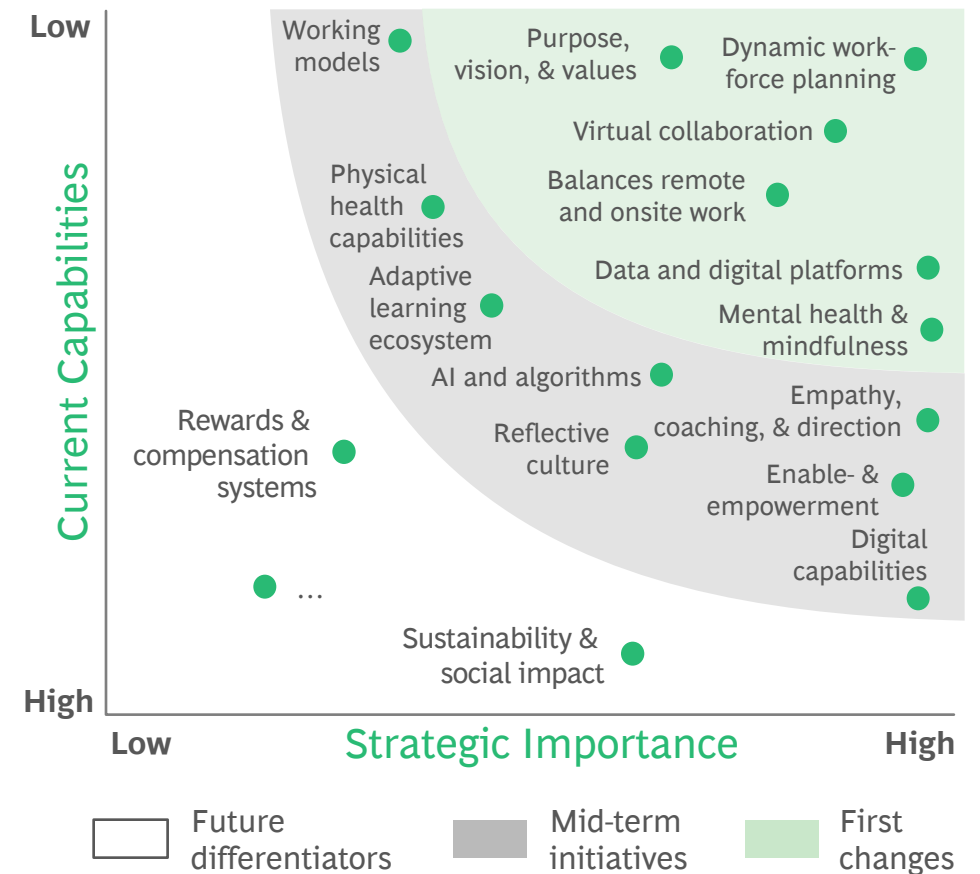 Low
Working
models
Purpose,
vision, & values
Dynamic work-
force planning
Virtual collaboration
Physical
health
capabilities
Balances remote
and onsite work
Adaptive
learning
ecosystem
Data and digital platforms
Mental health &
mindfulness
AI and algorithms
Empathy,
coaching, & direction
Rewards &
compensation
systems
Reflective
culture
Enable- &
empowerment
Digital
capabilities
...
Sustainability &
social impact
Current Capabilities
High
Low
Strategic Importance
High
Future
differentiators
Mid-term
initiatives
First
changes